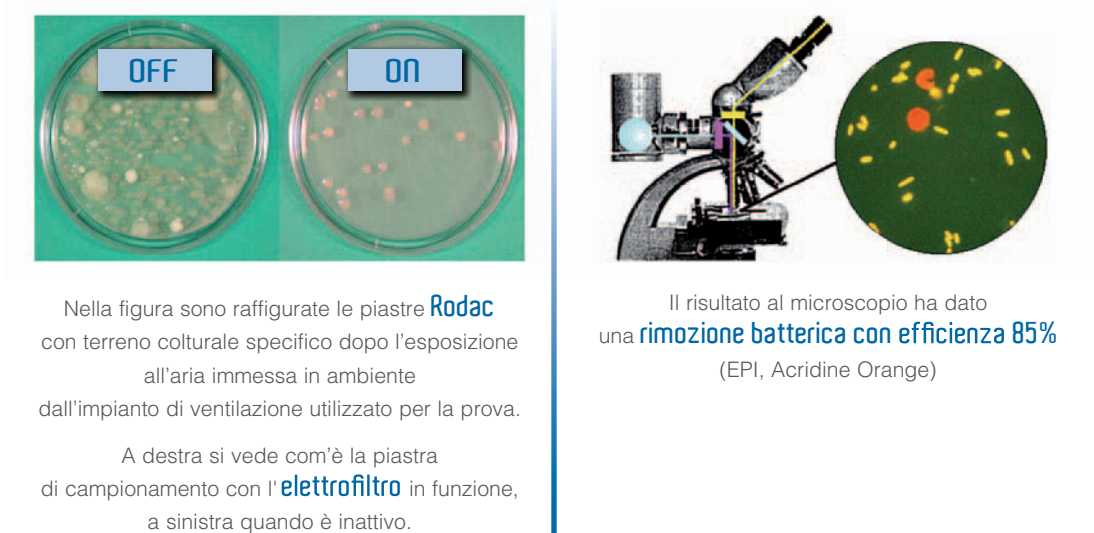 OFF
ON
Nella figura sono raffigurate le piastre Rodac
con terreno colturale specifico dopo l'esposizione
all'aria immessa in ambiente
dall'impianto di ventilazione utilizzato per la prova.
A destra si vede com'è la piastra
di campionamento con l'elettrofiltro in funzione,
a sinistra quando è inattivo.
Il risultato al microscopio ha dato
una rimozione batterica con efficienza 85%
(EPI, Acridine Orange)